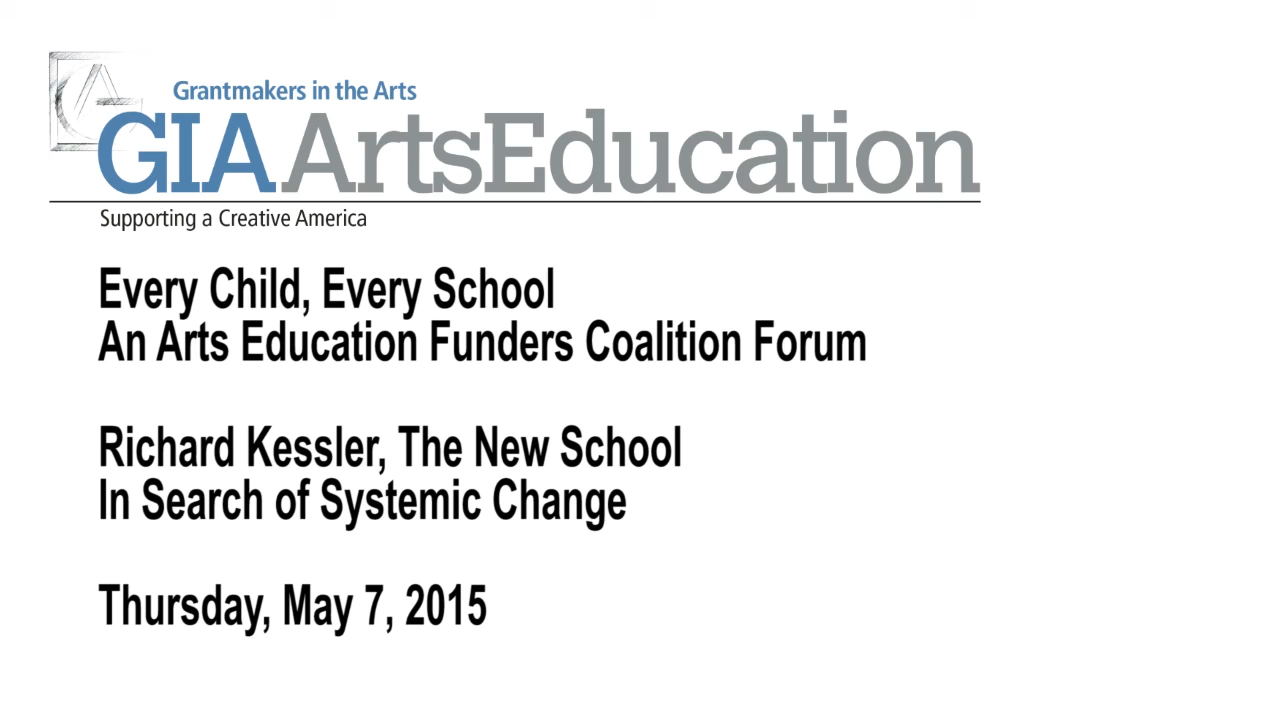 Grantmakers in the Arts
GIA ArtsEducation
Supporting a Creative America
Every Child, Every School
An Arts Education Funders Coalition Forum
Richard Kessler, The New School
In Search of Systemic Change
Thursday, May 7, 2015